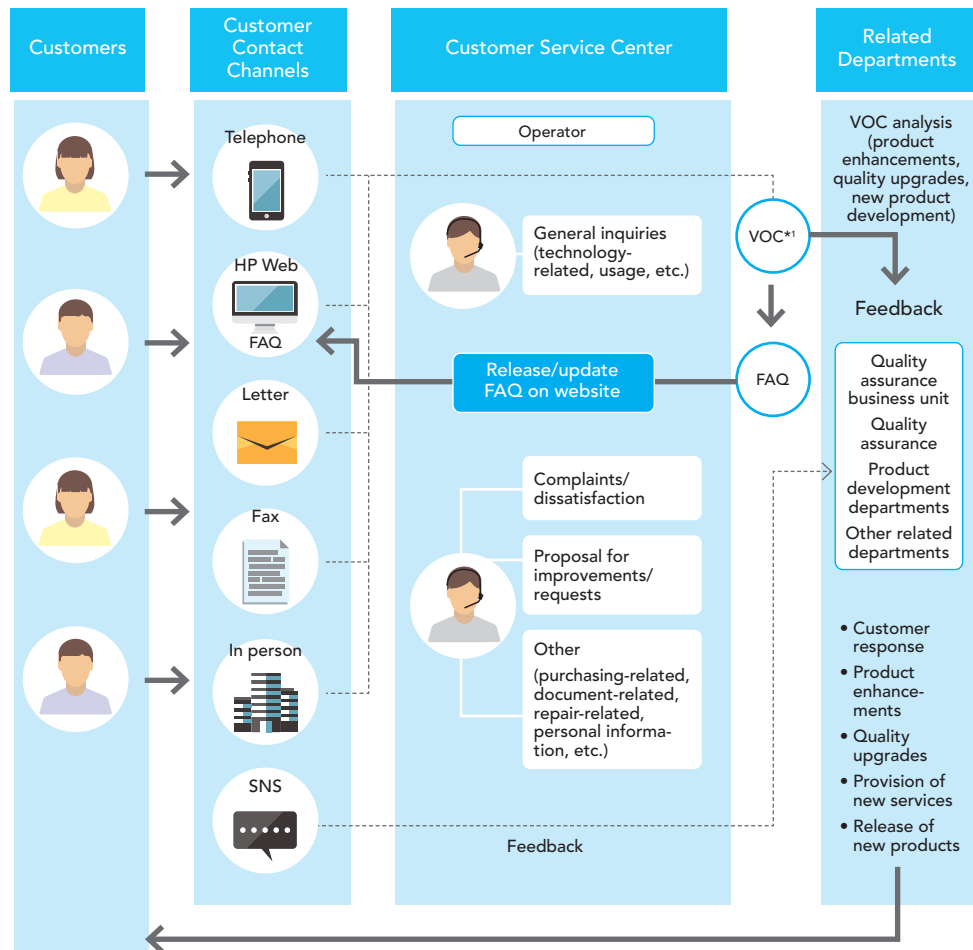 Customers
Customer
Contact
Channels
Customer Service Center
Related
Departments
Telephone
HP Web
FAQ
Letter
Fax
In person
SNS
Operator
General inquiries
(technology-
related, usage, etc.)
Release/update
FAQ on website
Complaints/
dissatisfaction
Proposal for
improvements/
requests
Other
(purchasing-related,
document-related,
repair-related,
personal informa-
tion, etc.)
Feedback
VOC*1
FAQ
VOC analysis
(product
enhancements,
quality upgrades,
new product
development)
Feedback
Quality
assurance
business unit
Quality
assurance
Product
development
departments
Other related
departments
• Customer
response
• Product
enhance-
ments
• Quality
upgrades
• Provision of
new services
• Release of
new products